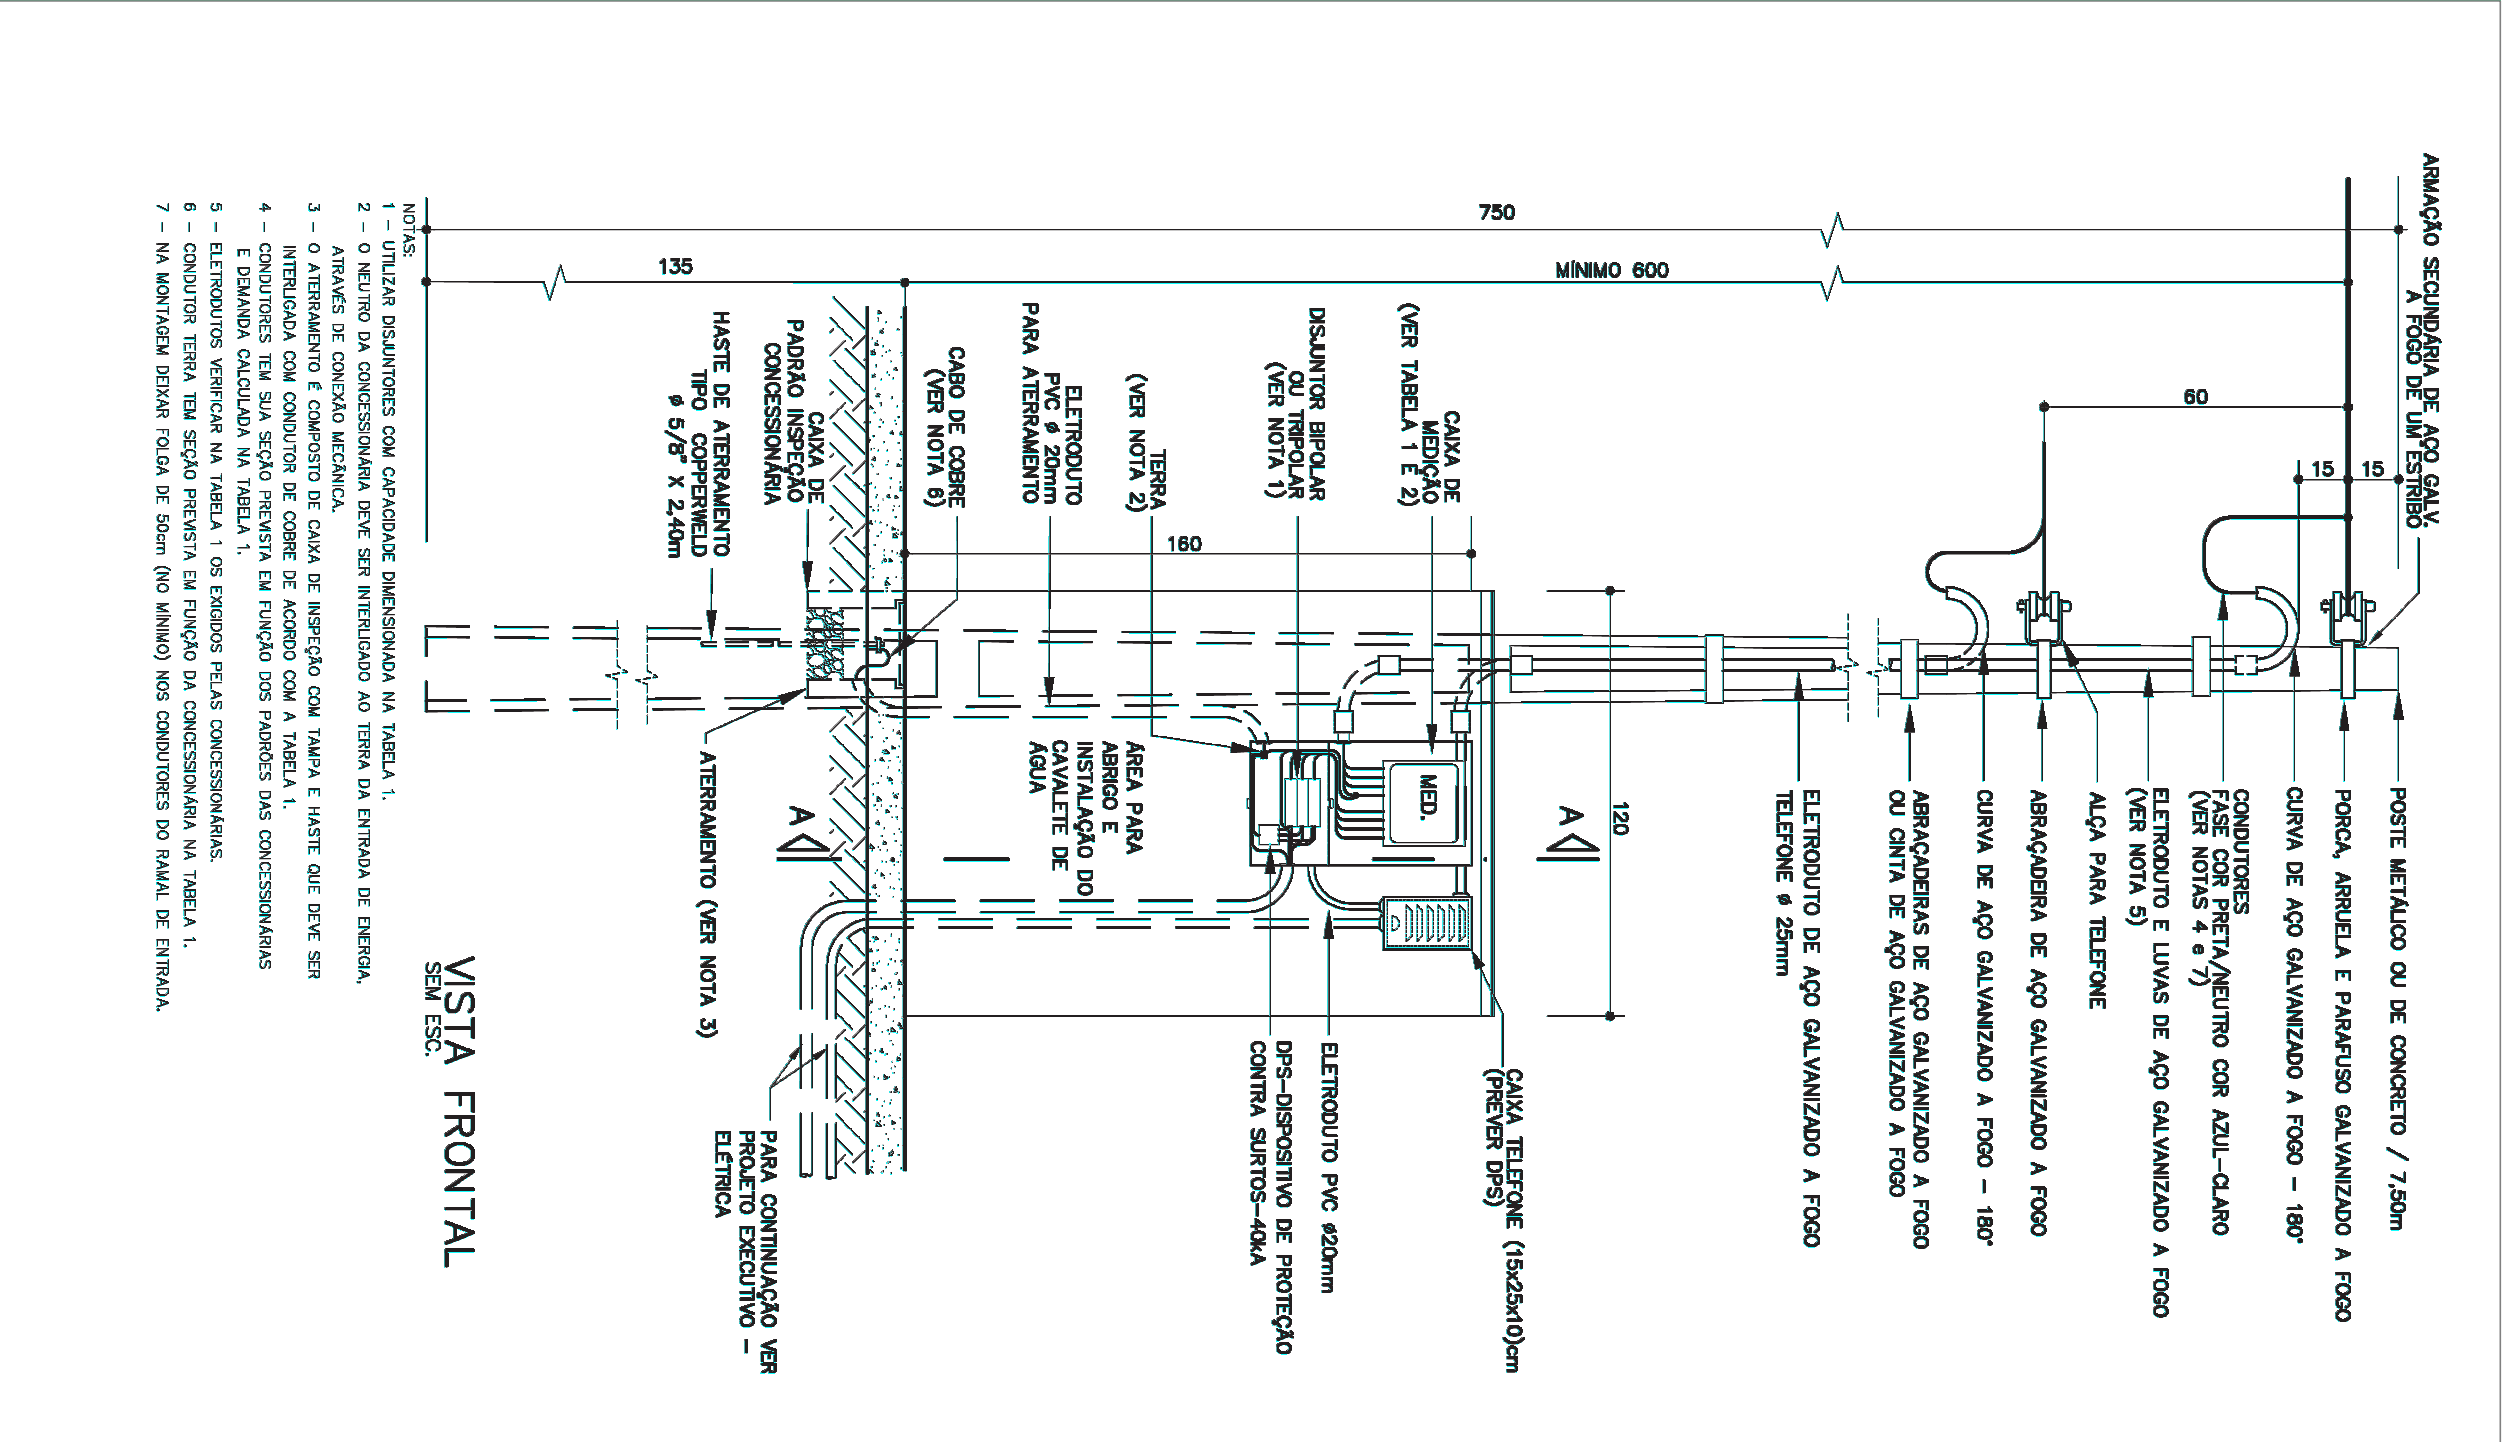 ARMAÇÃO SECUNDÁRIA DE AÇO GALV.
A FOGO DE UM ESTRIBO
15
15
60
750
MÍNIMO 600
135
160
120
POSTE METÁLICO OU DE CONCRETO / 7,50m
PORCA, ARRUELA E PARAFUSO GALVANIZADO A FOGO
CURVA DE AÇO GALVANIZADO A FOGO - 180°
CONDUTORES
FASE COR PRETA/NEUTRO COR AZUL-CLARO
(VER NOTAS 4 e 7)
ELETRODUTO E LUVAS DE AÇO GALVANIZADO A FOGO
(VER NOTA 5)
ALÇA PARA TELEFONE
ABRAÇADEIRA DE AÇO GALVANIZADO A FOGO
CURVA DE AÇO GALVANIZADO A FOGO - 180°
ABRAÇADEIRAS DE AÇO GALVANIZADO A FOGO
OU CINTA DE AÇO GALVANIZADO A FOGO
ELETRODUTO DE AÇO GALVANIZADO A FOGO
TELEFONE ø 25mm
A
CAIXA TELEFONE (15x25x10)cm
(PREVER DPS)
CAIXA DE
MEDIÇÃO
(VER TABELA 1 E 2)
MED.
DISJUNTOR BIPOLAR
OU TRIPOLAR
(VER NOTA 1)
ELETRODUTO PVC ø20mm
DPS-DISPOSITIVO DE PROTEÇÃO
CONTRA SURTOS-40kA
TERRA
(VER NOTA 2)
ELETRODUTO
PVC ø 20mm
PARA ATERRAMENTO
ÁREA PARA
ABRIGO E
INSTALAÇÃO DO
CAVALETE DE
ÁGUA
CABO DE COBRE
(VER NOTA 6)
A
CAIXA DE
PADRÃO INSPEÇÃO
CONCESSIONÁRIA
HASTE DE ATERRAMENTO
TIPO COPPERWELD
ø 5/8" X 2,40m
ATERRAMENTO (VER NOTA 3)
PARA CONTINUAÇÃO VER
PROJETO EXECUTIVO -
ELÉTRICA
VISTA FRONTAL
SEM ESC.
NOTAS:
1 - UTILIZAR DISJUNTORES COM CAPACIDADE DIMENSIONADA NA TABELA 1.
2 - O NEUTRO DA CONCESSIONÁRIA DEVE SER INTERLIGADO AO TERRA DA ENTRADA DE ENERGIA,
ATRAVÉS DE CONEXÃO MECÂNICA.
3 - O ATERRAMENTO É COMPOSTO DE CAIXA DE INSPEÇÃO COM TAMPA E HASTE QUE DEVE SER
INTERLIGADA COM CONDUTOR DE COBRE DE ACORDO COM A TABELA 1.
4 - CONDUTORES TEM SUA SEÇÃO PREVISTA EM FUNÇÃO DOS PADRÕES DAS CONCESSIONÁRIAS
E DEMANDA CALCULADA NA TABELA 1.
5 - ELETRODUTOS VERIFICAR NA TABELA 1 OS EXIGIDOS PELAS CONCESSIONÁRIAS.
6 - CONDUTOR TERRA TEM SEÇÃO PREVISTA EM FUNÇÃO DA CONCESSIONÁRIA NA TABELA 1.
7 - NA MONTAGEM DEIXAR FOLGA DE 50cm (NO MÍNIMO) NOS CONDUTORES DO RAMAL DE ENTRADA.